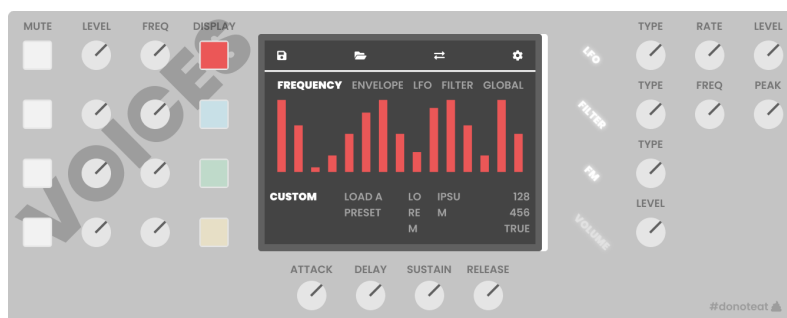 MUTE LEVEL FREQ DISPLAY
VOICES
FREQUENCY ENVELOPE LFO FILTER GLOBAL
CUSTOM LOAD A LO IPSU 128
PRESET RE M 456
M TRUE
ATTACK DELAY SUSTAIN RELEASE
LFO
TYPE RATE LEVEL
FILTER
TYPE FREQ PEAK
FM
TYPE
VOLUME
LEVEL
#donoteat